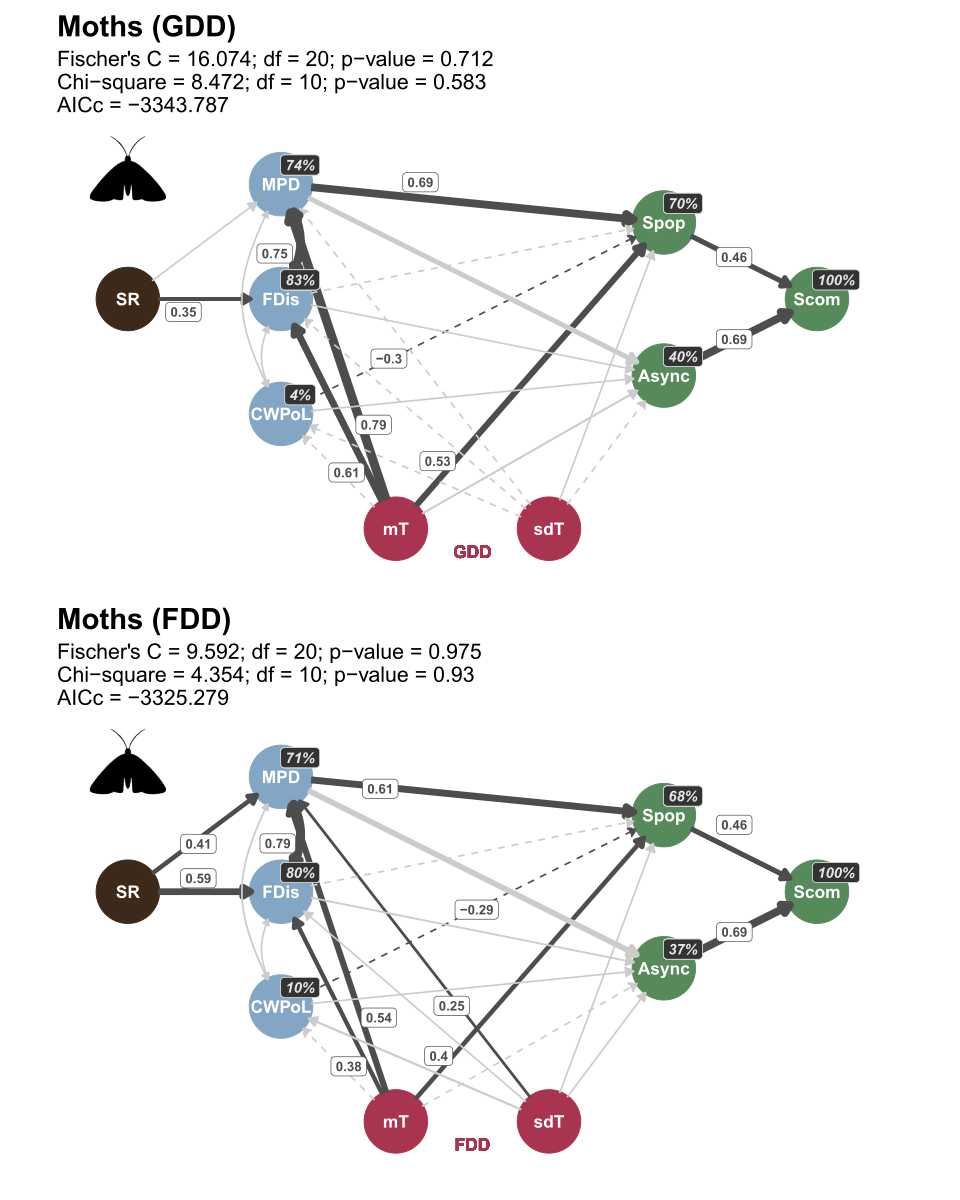 Moths (GDD)
Fischer's C = 16.074; df = 20; p−value = 0.712
Chi−square = 8.472; df = 10; p−value = 0.583
AICc = −3343.787
74%
MPD
0.69
70%
Spop
0.75
0.46
83%
100%
SR
FDis
Scom
0.35
0.69
−0.3
40%
Async
4%
CWPoL
0.79
0.53
0.61
mT
sdT
GDD
Moths (FDD)
Fischer's C = 9.592; df = 20; p−value = 0.975
Chi−square = 4.354; df = 10; p−value = 0.93
AICc = −3325.279
71%
MPD
0.61
68%
Spop
0.46
0.41
0.79
80%
100%
SR
0.59
FDis
Scom
−0.29
0.69
37%
Async
10%
CWPoL
0.25
0.54
0.4
0.38
mT
sdT
FDD